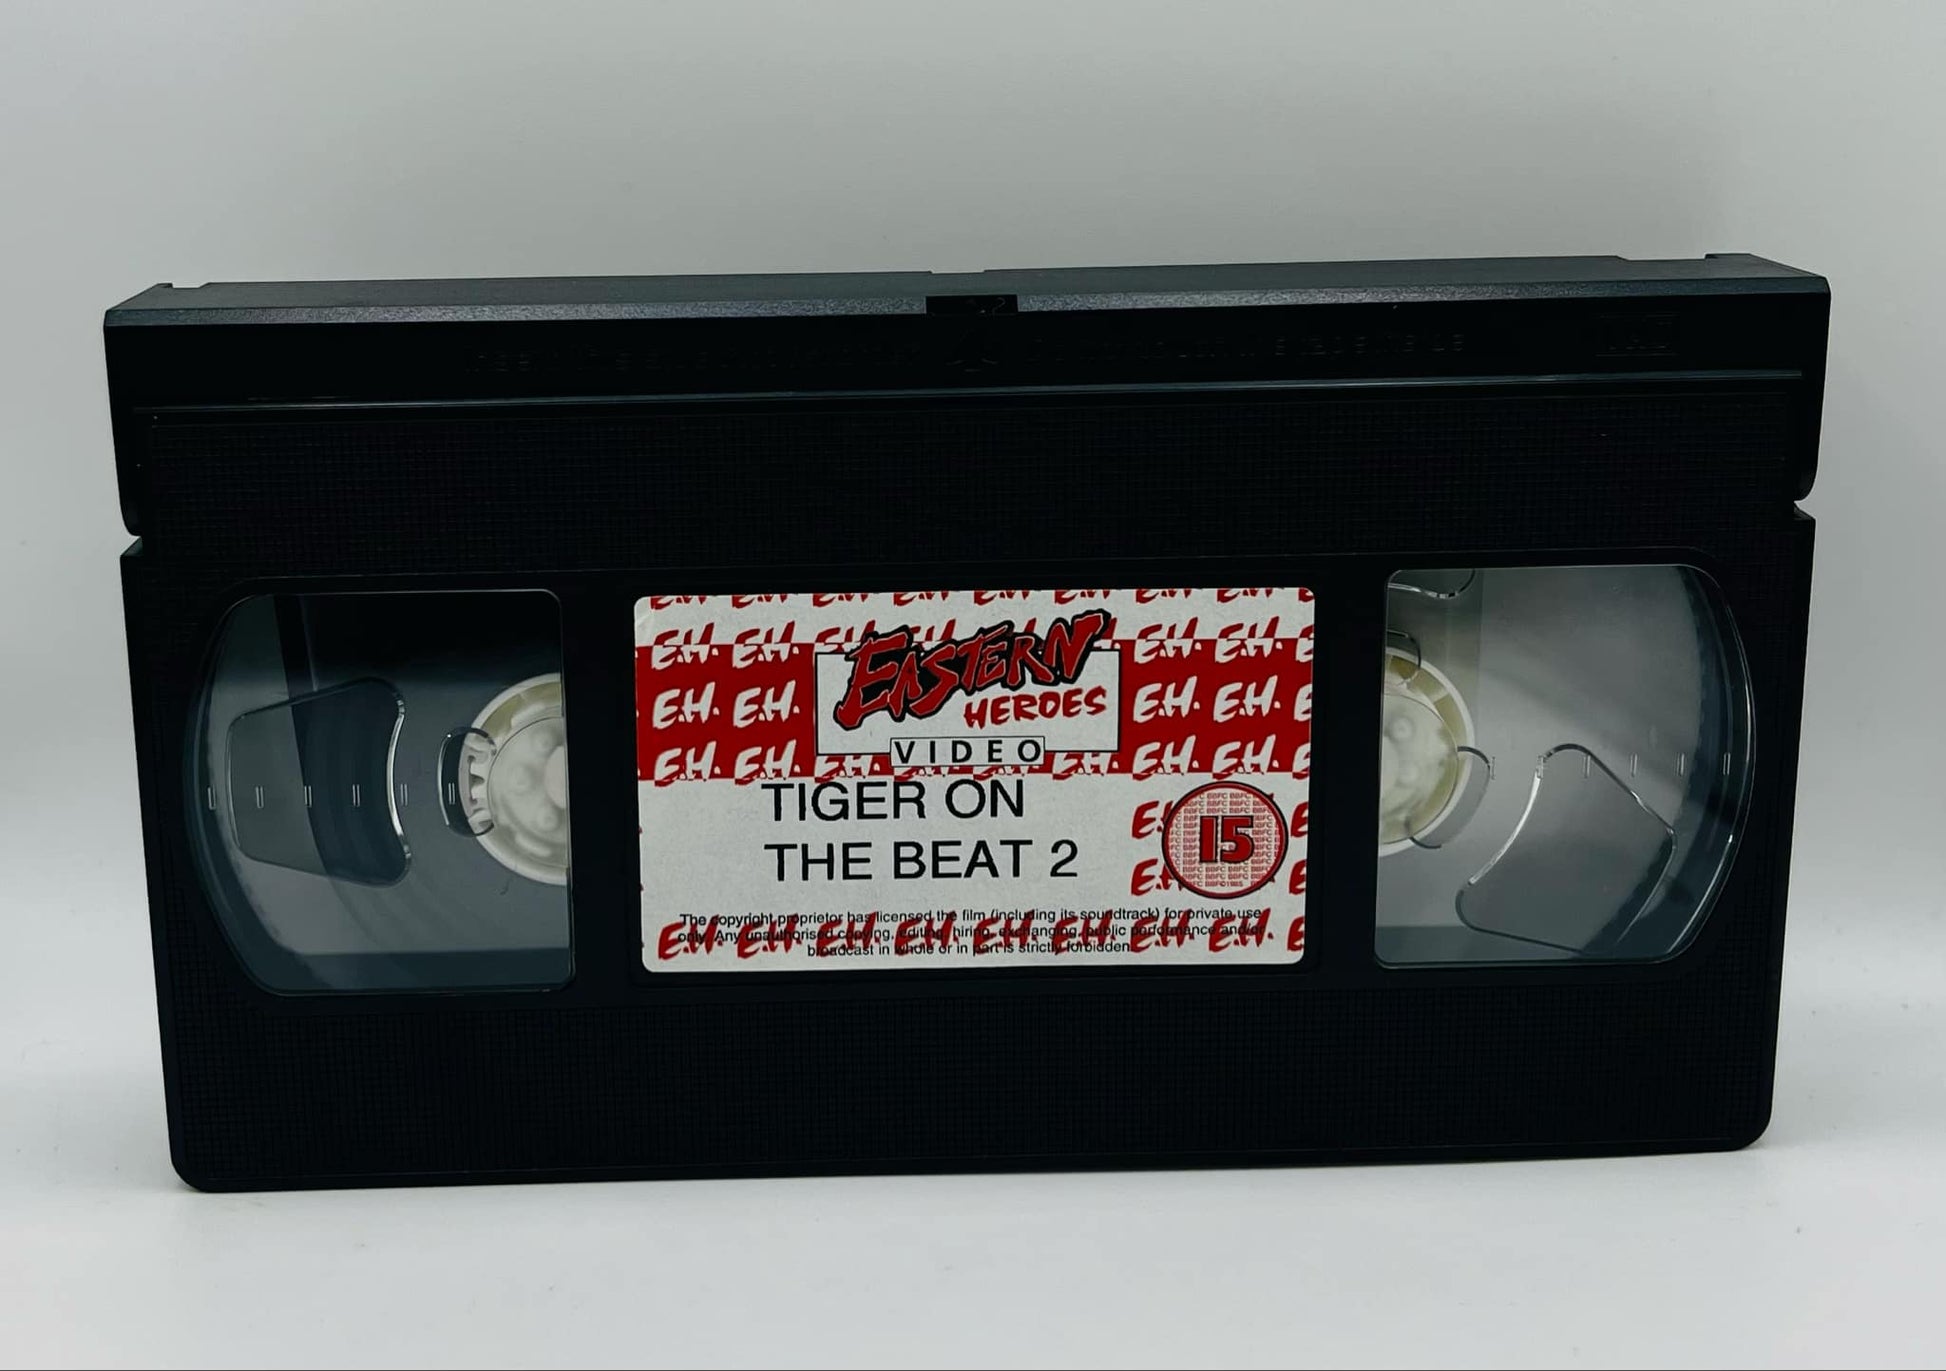 E.H. E.H. E.H. E.H. E.H. E.H. E.H. E.H.
E.H. E.H. E.H. E.H. E.H. E.H.
EASTERN
HEROES
E.H. E.H. E.H. E.H.
VIDEO
E.H. E.H. E.H. E.H. E.H. E.H.
TIGER ON
THE BEAT 2
15
The copyright proprietor has licensed the film (including its soundtrack) for private use
only. Any unauthorised copying, editing, hiring, exchanging, public performance and/or
broadcast in whole or in part is strictly forbidden.
E.H. E.H. E.H. E.H. E.H. E.H. E.H. E.H.